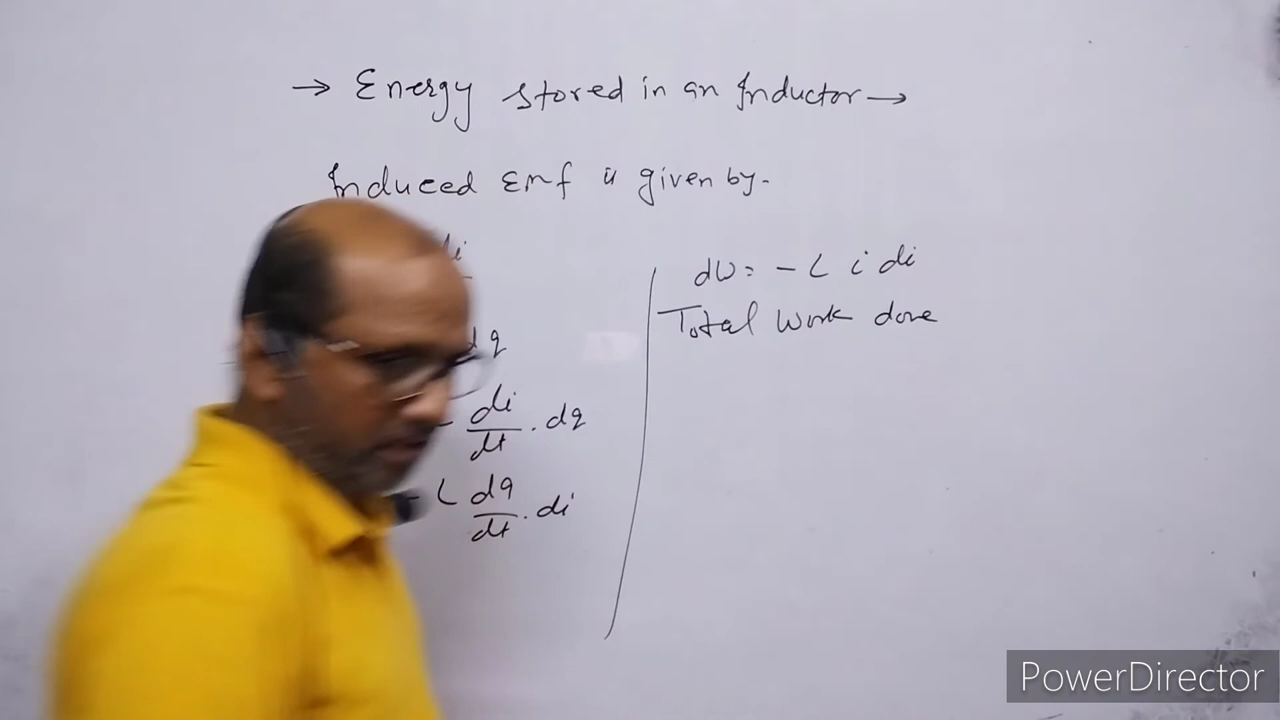 → Energy stored in an Inductor →
Induced Emf is given by.
di
dq
- di/dt . dq
- L dq/dt . di
dW = - L i di
Total Work done
PowerDirector